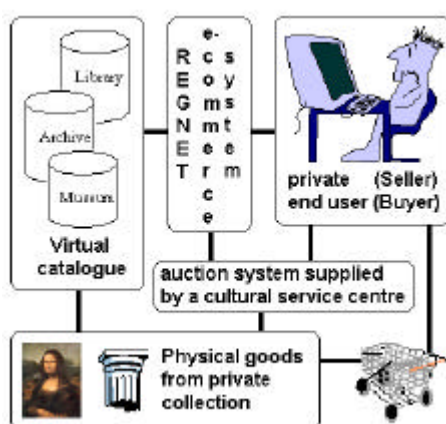 Library
Archive
Museum
Virtual
catalogue
REGNET
e-commerce
system
private (Seller)
end user (Buyer)
auction system supplied
by a cultural service centre
Physical goods
from private
collection